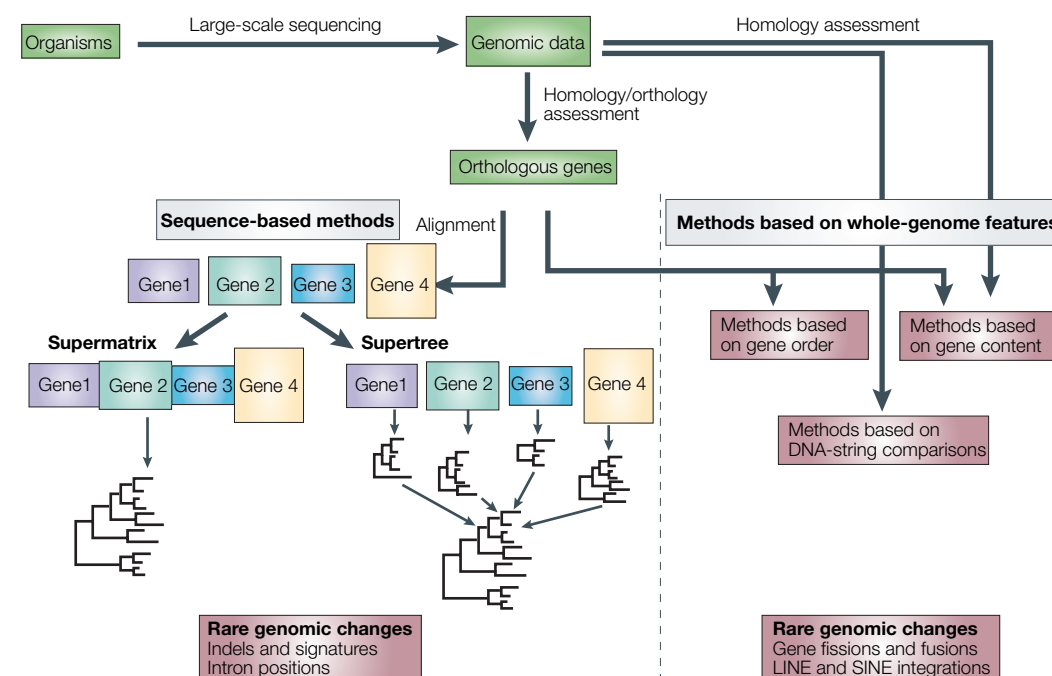 Organisms
Large-scale sequencing
Genomic data
Homology assessment
Homology/orthology
assessment
Orthologous genes
Sequence-based methods
Alignment
Methods based on whole-genome features
Gene1
Gene 2
Gene 3
Gene 4
Methods based
on gene order
Methods based
on gene content
Supermatrix
Supertree
Gene1
Gene 2
Gene 3
Gene 4
Gene1
Gene 2
Gene 3
Gene 4
Methods based on
DNA-string comparisons
Rare genomic changes
Indels and signatures
Intron positions
Rare genomic changes
Gene fissions and fusions
LINE and SINE integrations